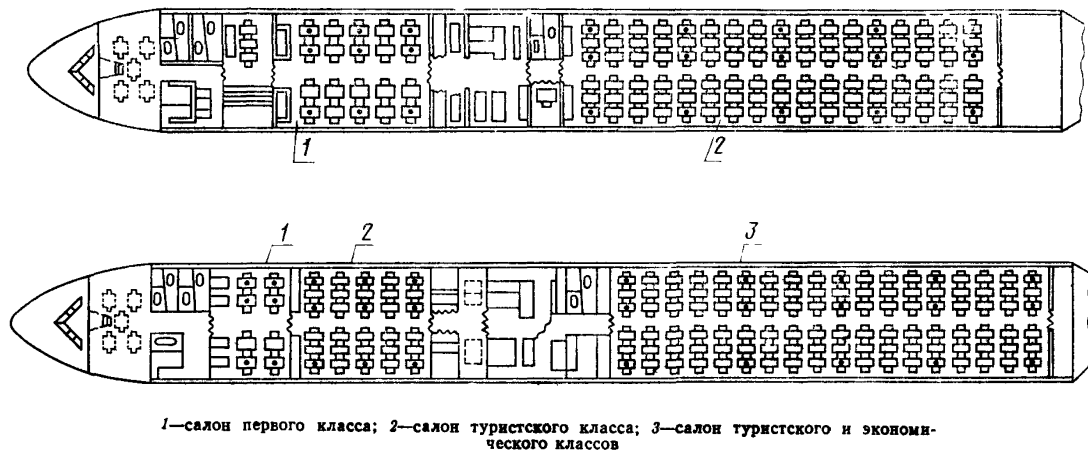 1
2
1
2
3
1—салон первого класса; 2—салон туристского класса; 3—салон туристского и экономи-
ческого классов